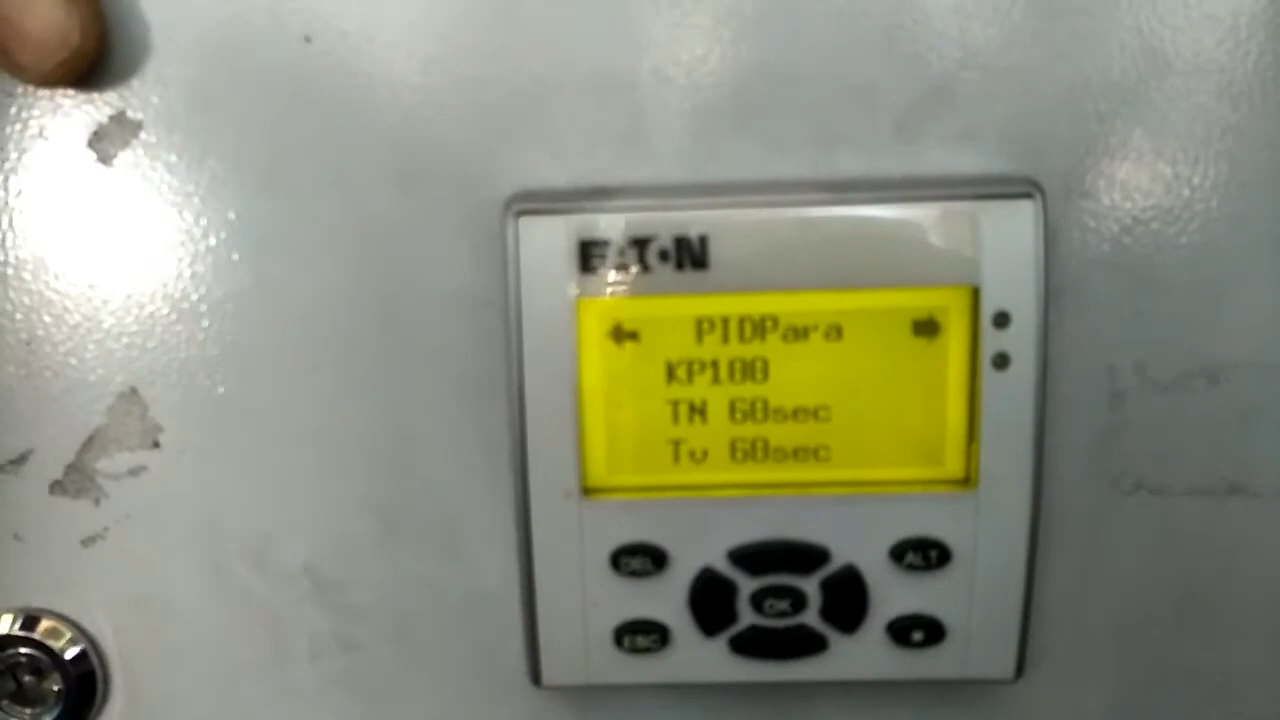 EATON
PIDPara
KP100
TN 60sec
Tv 60sec
DEL
ALT
OK
ESC
*